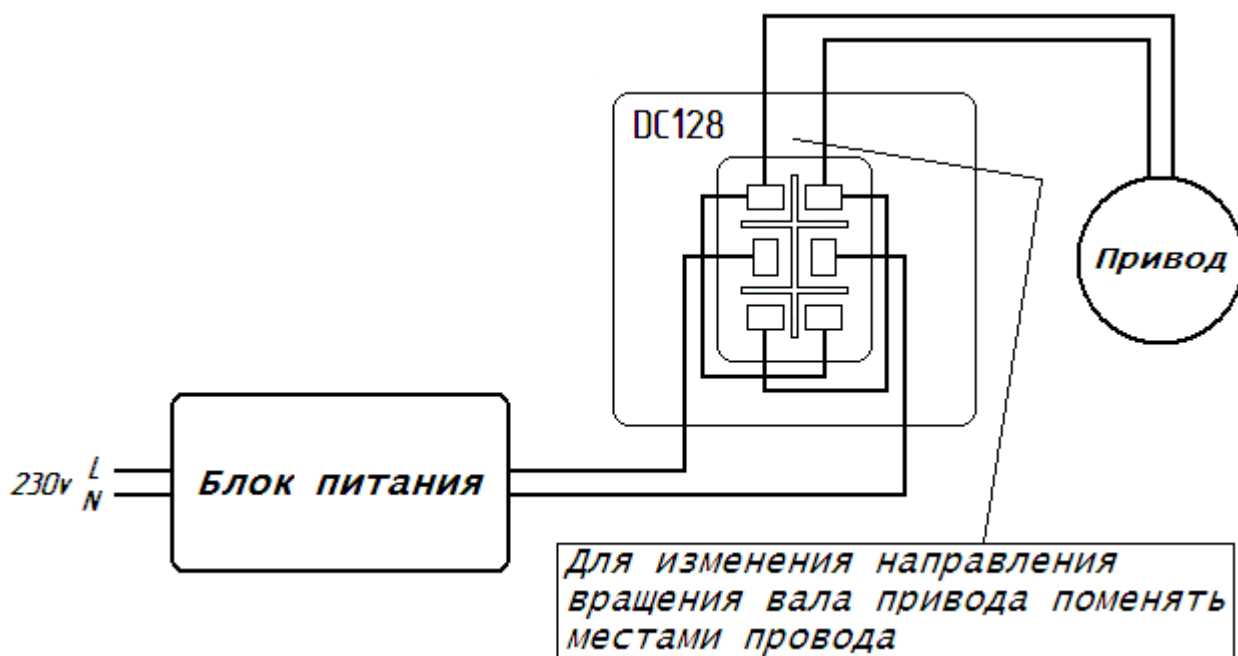 DC128
Привод
230v L
N
Блок питания
Для изменения направления
вращения вала привода поменять
местами провода